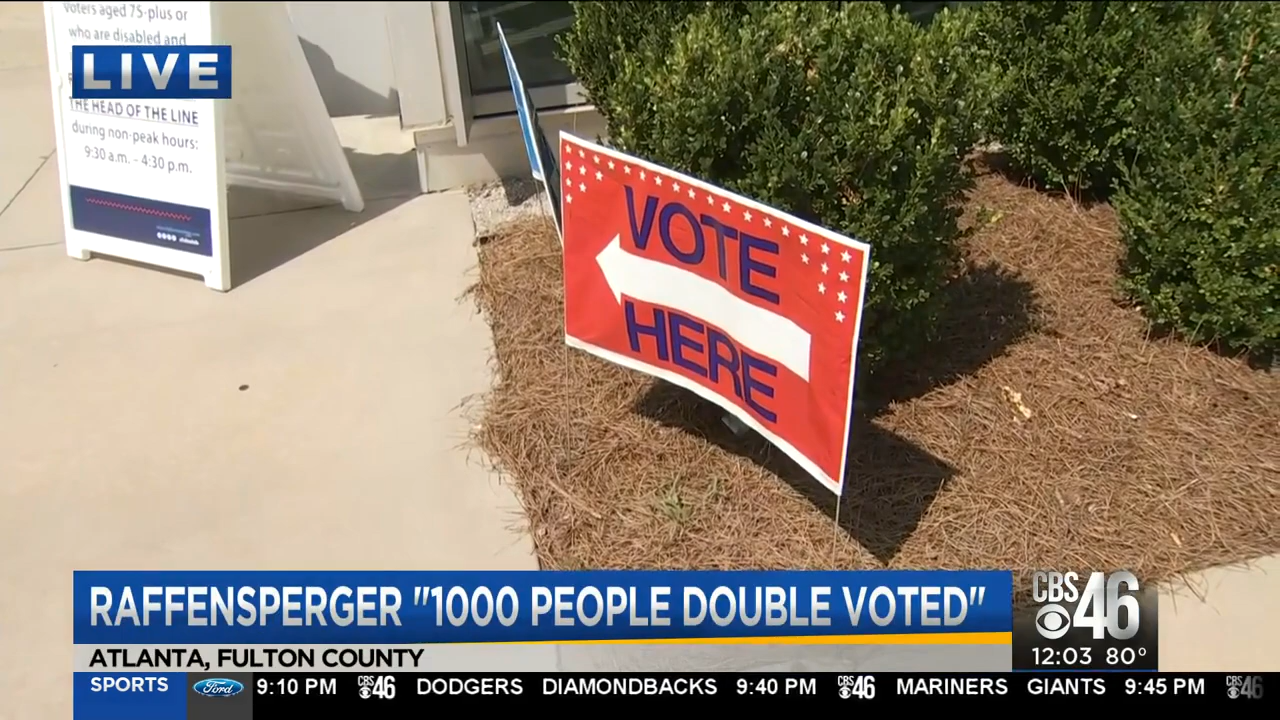 voters aged 75-plus or
who are disabled and
LIVE
THE HEAD OF THE LINE
during non-peak hours:
9:30 a.m. - 4:30 p.m.
VOTE
HERE
RAFFENSPERGER "1000 PEOPLE DOUBLE VOTED"
ATLANTA, FULTON COUNTY
CBS 46
12:03 80°
SPORTS Ford 9:10 PM CBS 46 DODGERS DIAMONDBACKS 9:40 PM CBS 46 MARINERS GIANTS 9:45 PM CBS 46